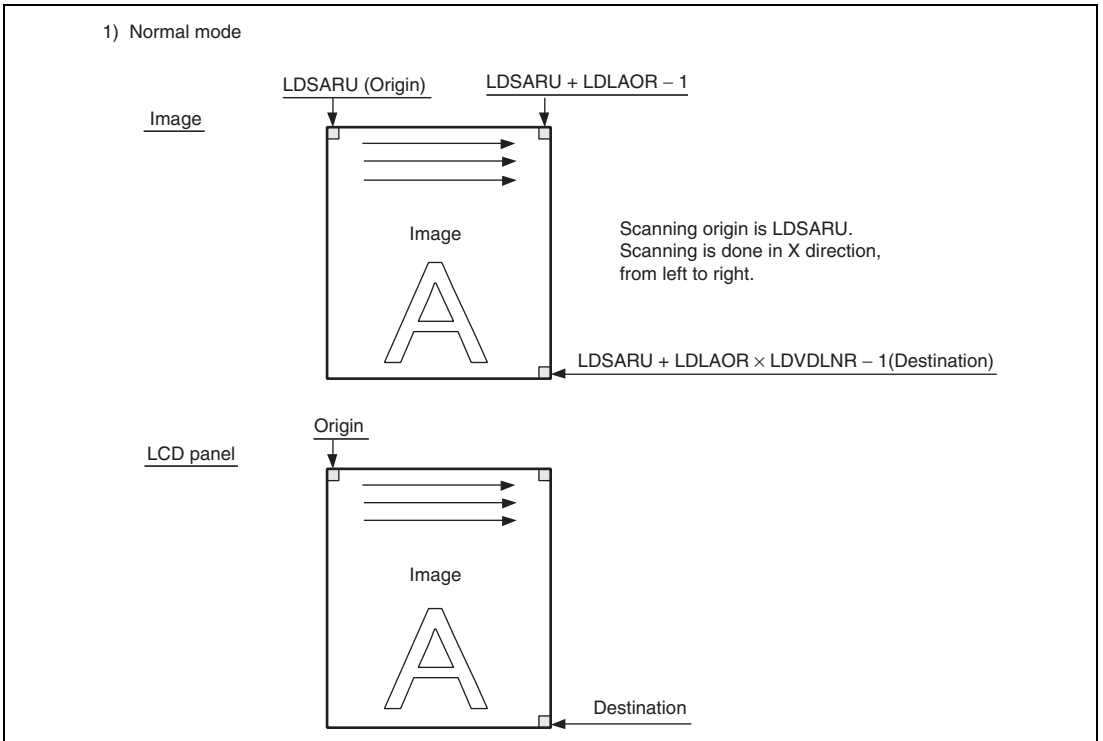 1) Normal mode
LDSARU (Origin)
LDSARU + LDLAOR − 1
Image
Image
Scanning origin is LDSARU.
Scanning is done in X direction,
from left to right.
A
LDSARU + LDLAOR × LDVDLNR − 1(Destination)
Origin
LCD panel
Image
A
Destination